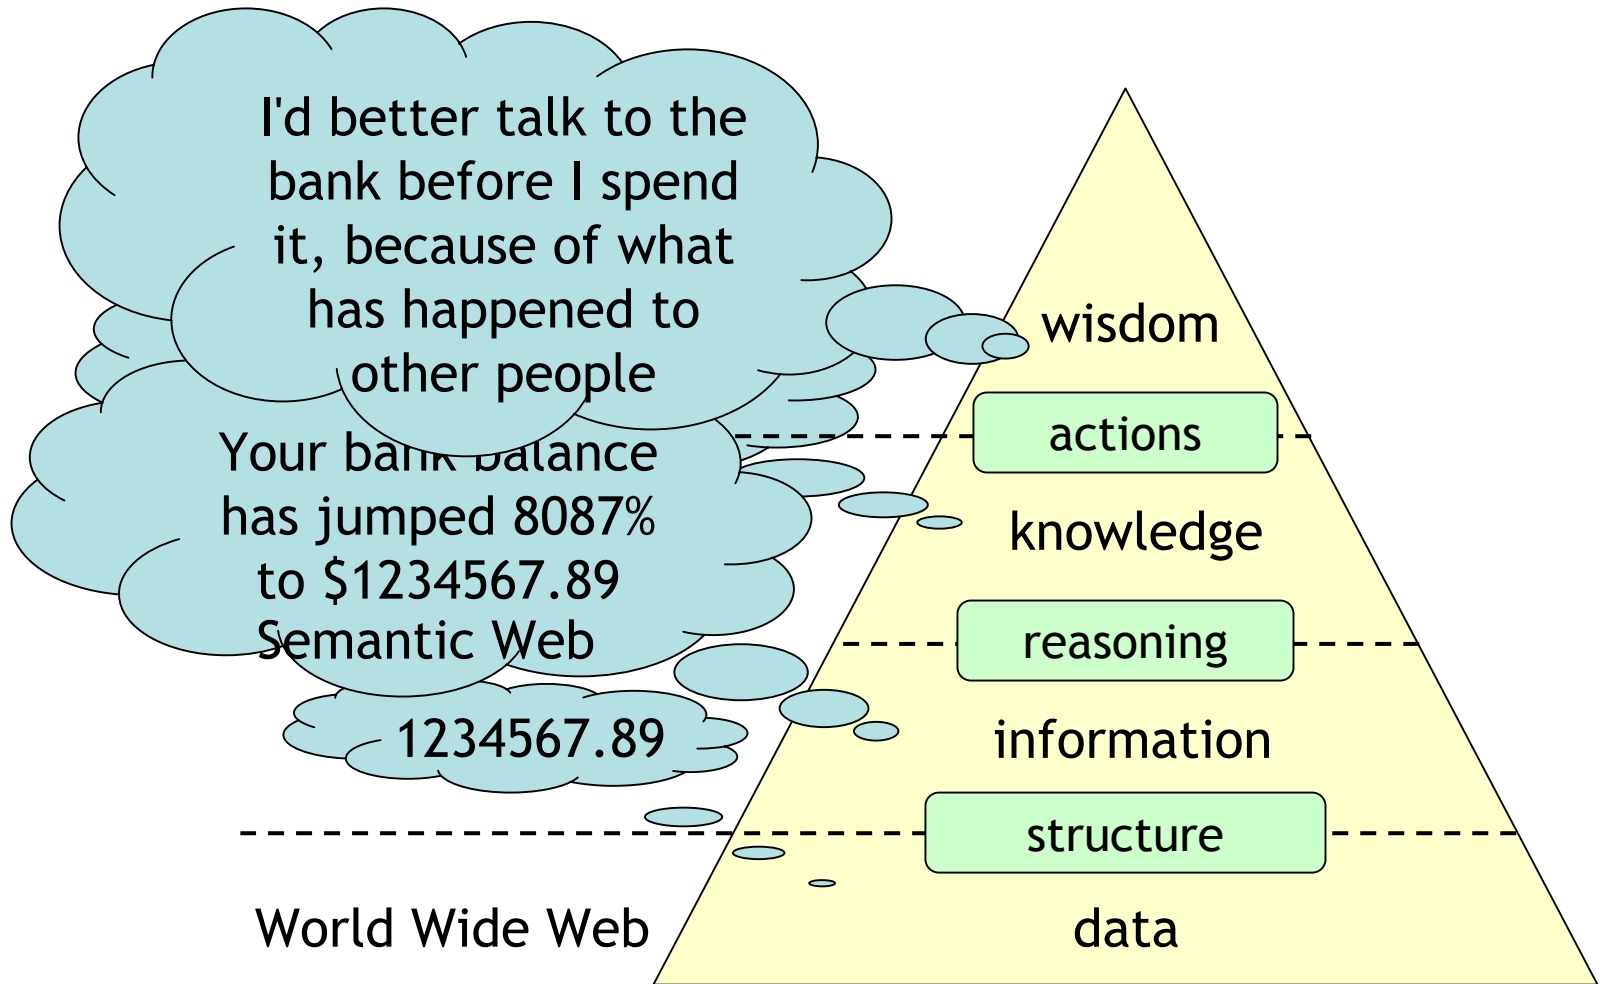 I'd better talk to the
bank before I spend
it, because of what
has happened to
other people
Your bank balance
has jumped 8087%
to $1234567.89
Semantic Web
1234567.89
World Wide Web
wisdom
actions
knowledge
reasoning
information
structure
data